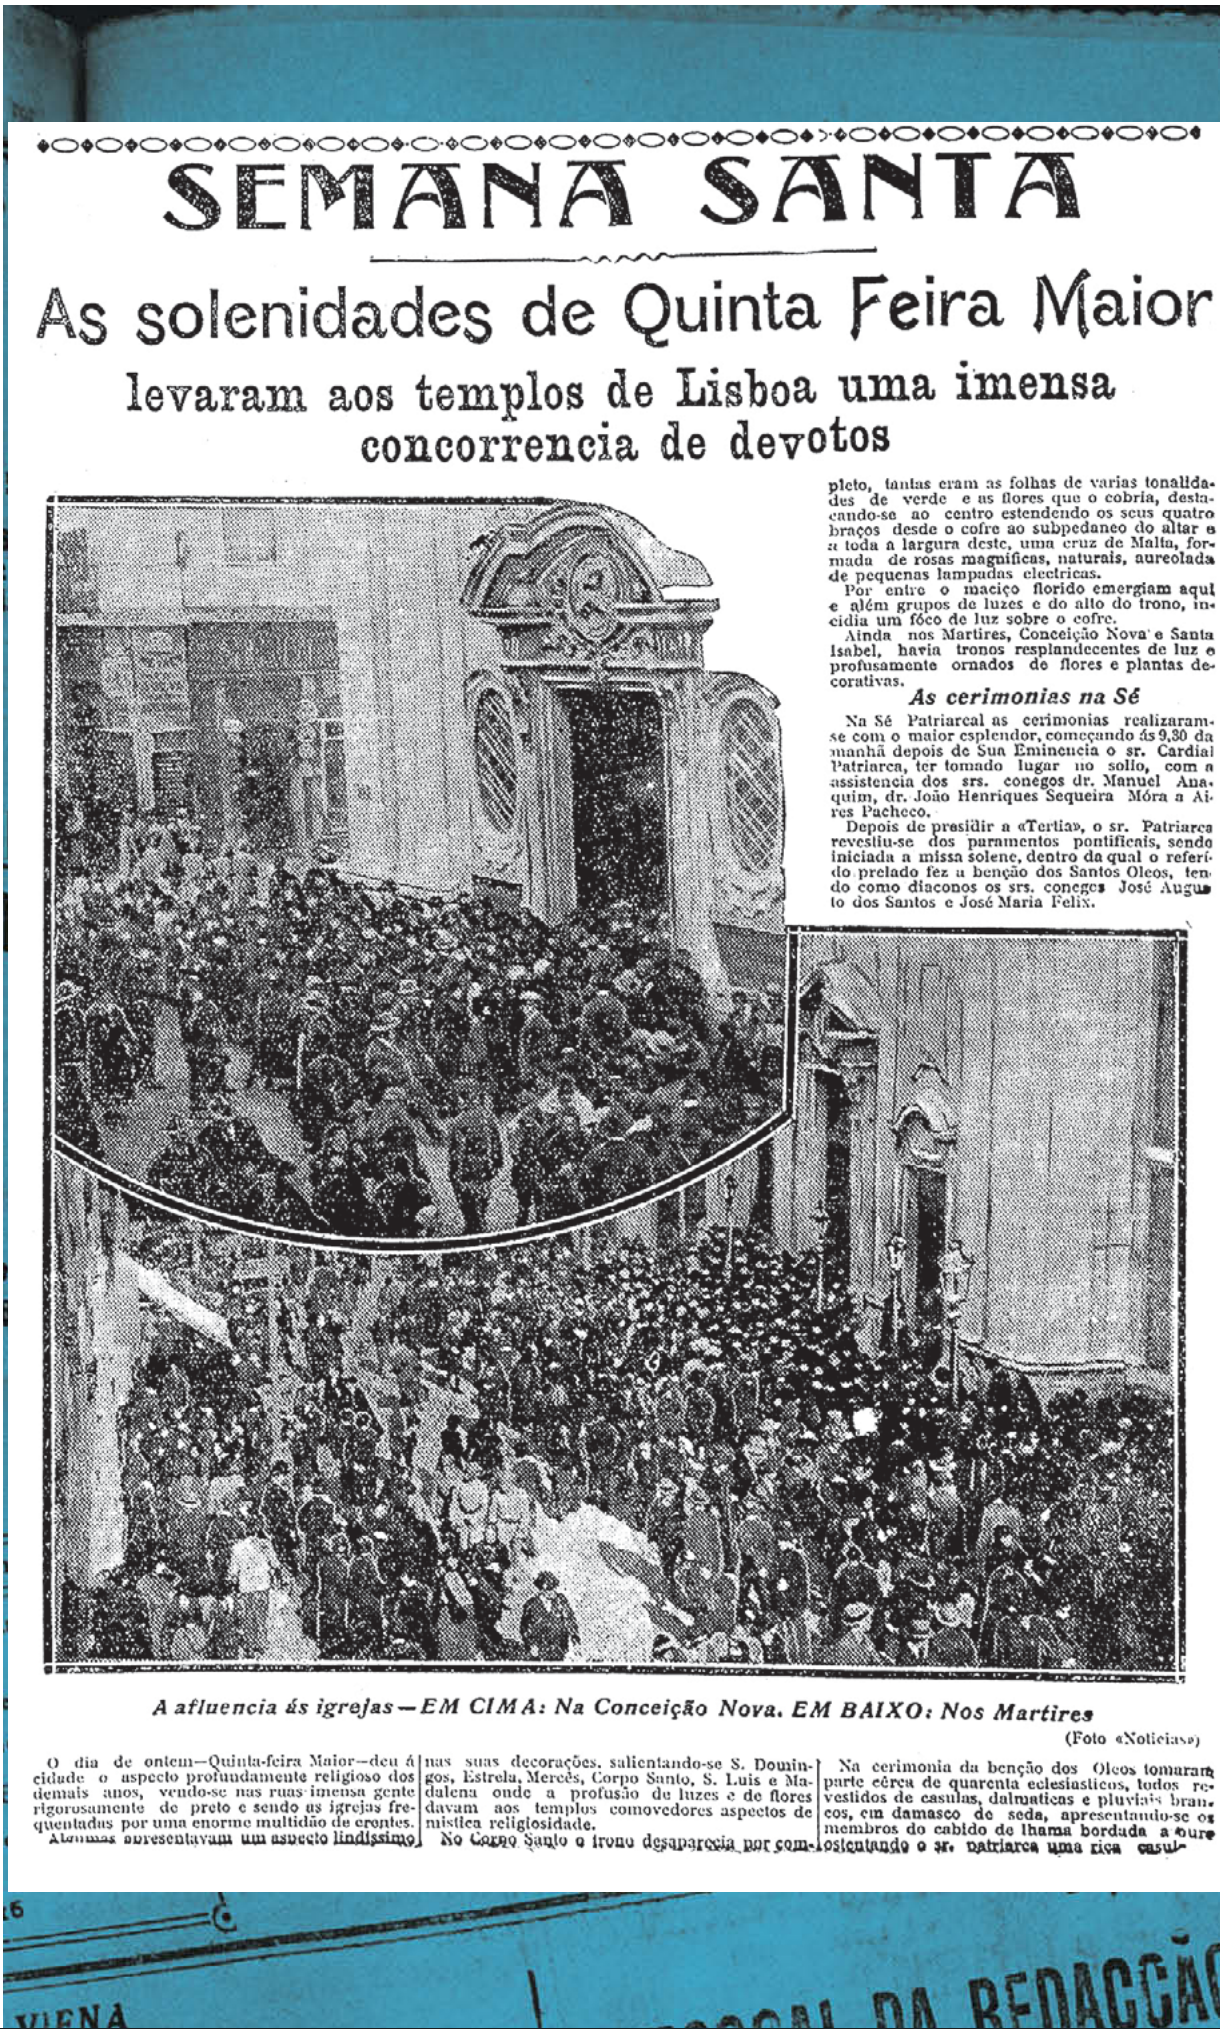 SEMANA SANTA
As solenidades de Quinta Feira Maior
levaram aos templos de Lisboa uma imensa
concorrencia de devotos
A afluencia ás igrejas—EM CIMA: Na Conceição Nova. EM BAIXO: Nos Martires
(Foto «Noticias»)
O dia de ontem—Quinta-feira Maior—deu á
cidade o aspecto profundamente religioso dos
demais anos, vendo-se nas ruas imensa gente
rigorosamente de preto e sendo as igrejas fre-
quentadas por uma enorme multidão de crentes.
Algumas apresentavam um aspecto lindissimo
nas suas decorações, salientando-se S. Domin-
gos, Estrela, Mercês, Corpo Santo, S. Luis e Ma-
dalena onde a profusão de luzes e de flores
davam aos templos comovedores aspectos de
mistica religiosidade.
No Corpo Santo o trono desaparecia por com-
pleto, tantas eram as folhas de varias tonalida-
des de verde e as flores que o cobria, desta-
cando-se ao centro estendendo os seus quatro
braços desde o cofre ao subpedaneo do altar e
a toda a largura deste, uma cruz de Malta, for-
mada de rosas magnificas, naturais, aureolada
de pequenas lampadas electricas.
Por entre o maciço florido emergiam aqui
e além grupos de luzes e do alto do trono, in-
cidia um fóco de luz sobre o cofre.
Ainda nos Martires, Conceição Nova e Santa
Isabel, havia tronos resplandecentes de luz e
profusamente ornados de flores e plantas de-
corativas.
As cerimonias na Sé
Na Sé Patriarcal as cerimonias realizaram-
se com o maior esplendor, começando ás 9,30 da
manhã depois de Sua Eminencia o sr. Cardial
Patriarca, ter tomado lugar no solio, com a
assistencia dos srs. conegos dr. Manuel Ana-
quim, dr. João Henriques Sequeira Móra a Ai-
res Pacheco.
Depois de presidir a «Tertia», o sr. Patriarca
revestiu-se dos paramentos pontificais, sendo
iniciada a missa solene, dentro da qual o referi-
do prelado fez a benção dos Santos Oleos, ten-
do como diaconos os srs. coneges José Augus
to dos Santos e José Maria Felix.
Na cerimonia da benção dos Oleos tomaram
parte cêrca de quarenta eclesiasticos, todos re-
vestidos de casulas, dalmaticas e pluviais bran-
cos, em damasco de seda, apresentando-se os
membros do cabido de lhama bordada a oure
ostentando o sr. patriarca uma rica casul-
16
VIENA
DA REDACÇÃO